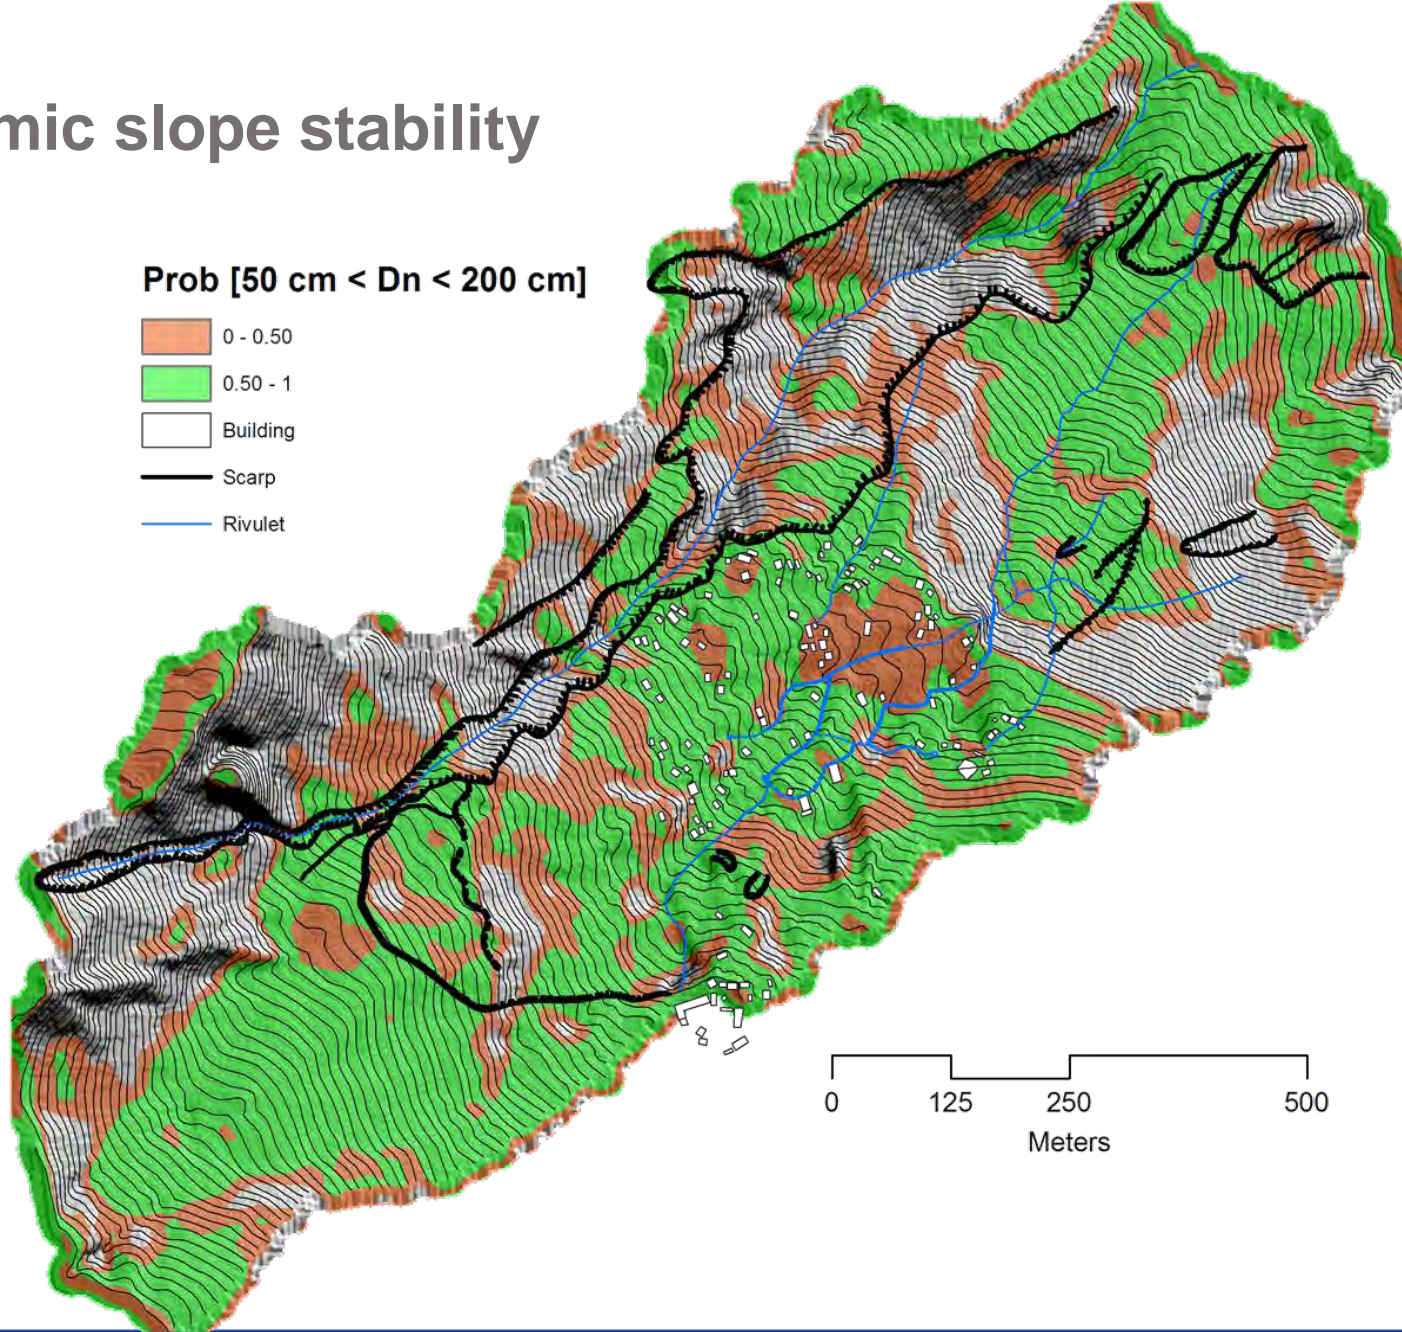 mic slope stability
Prob [50 cm < Dn < 200 cm]
0 - 0.50
0.50 - 1
Building
Scarp
Rivulet
0 125 250 500
Meters